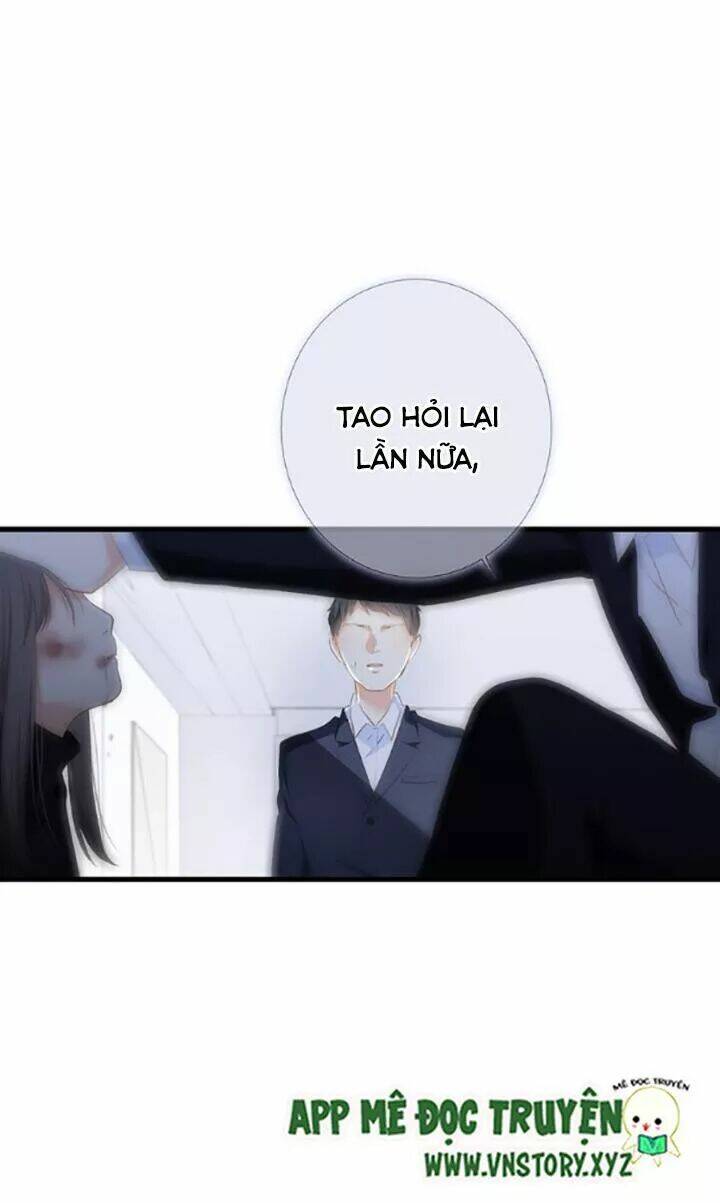 TAO HỎI LẠI
LẦN NỮA,
MÊ ĐỌC TRUYỆN
APP MÊ ĐỌC TRUYỆN
WWW.VNSTORY.XYZ